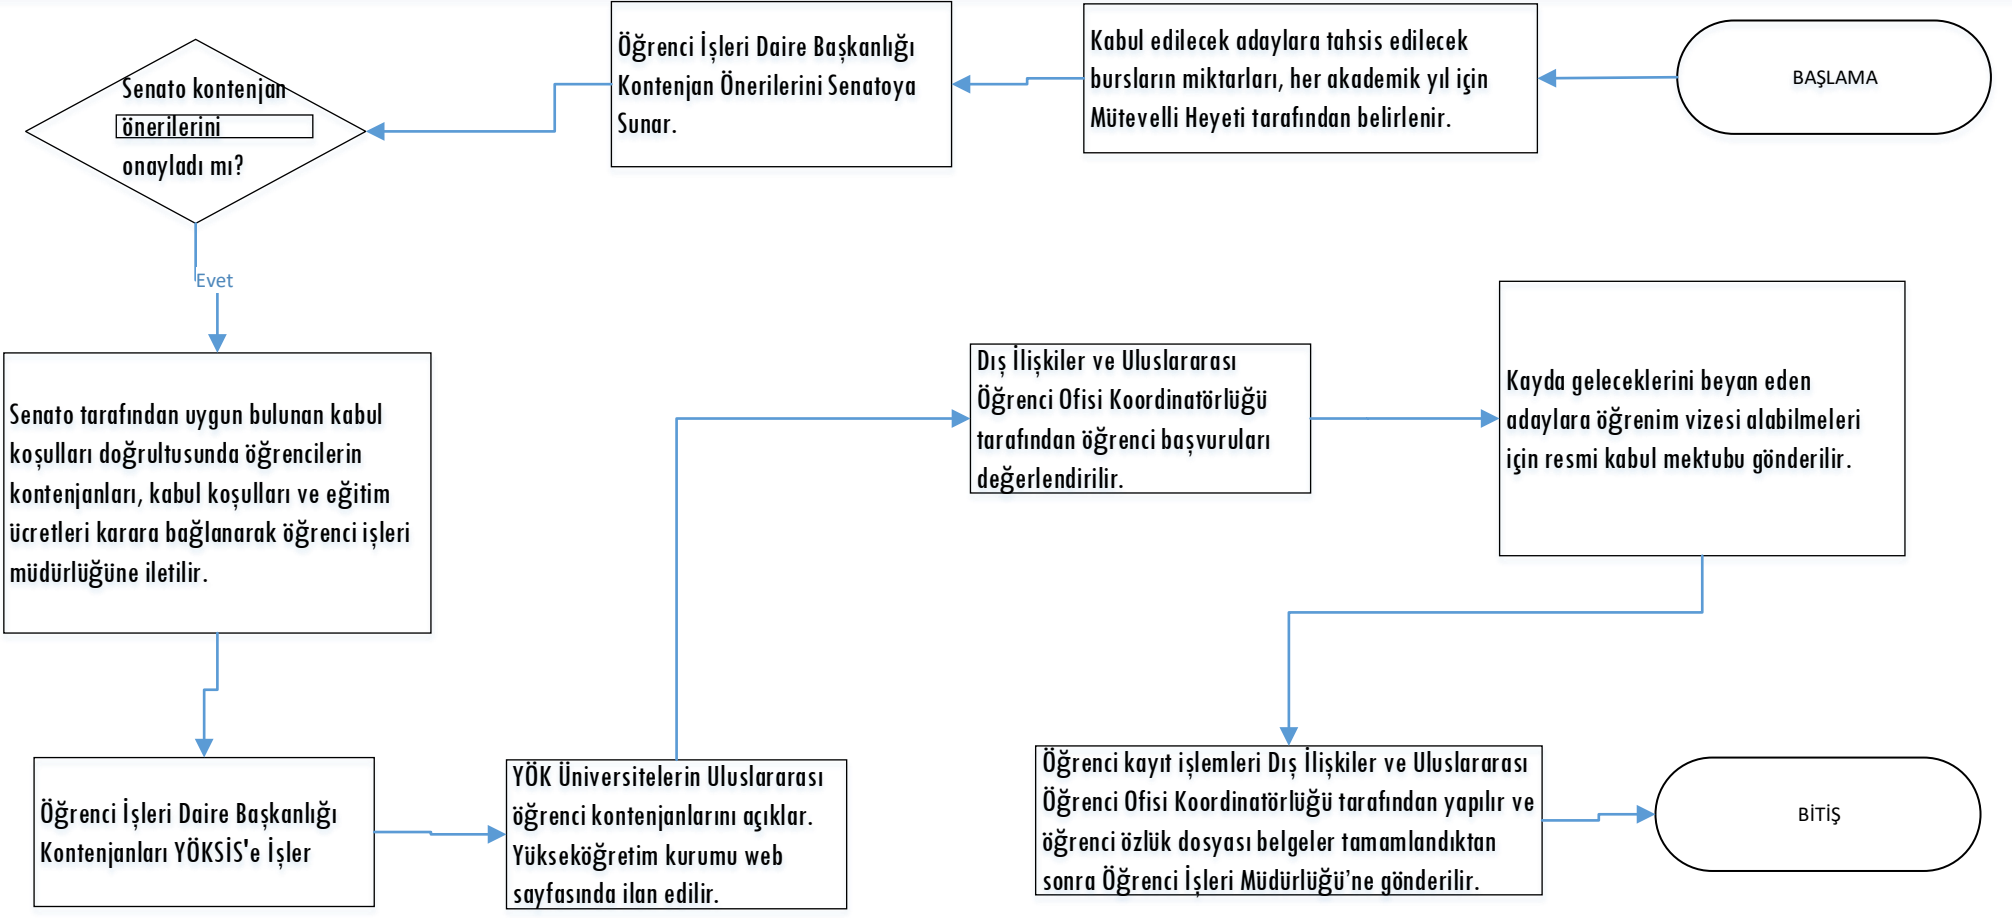 BAŞLAMA
Kabul edilecek adaylara tahsis edilecek
bursların miktarları, her akademik yıl için
Mütevelli Heyeti tarafından belirlenir.
Öğrenci İşleri Daire Başkanlığı
Kontenjan Önerilerini Senatoya
Sunar.
Senato kontenjan
önerilerini
onayladı mı?
Evet
Senato tarafından uygun bulunan kabul
koşulları doğrultusunda öğrencilerin
kontenjanları, kabul koşulları ve eğitim
ücretleri karara bağlanarak öğrenci işleri
müdürlüğüne iletilir.
Öğrenci İşleri Daire Başkanlığı
Kontenjanları YÖKSİS'e İşler
YÖK Üniversitelerin Uluslararası
öğrenci kontenjanlarını açıklar.
Yükseköğretim kurumu web
sayfasında ilan edilir.
Dış İlişkiler ve Uluslararası
Öğrenci Ofisi Koordinatörlüğü
tarafından öğrenci başvuruları
değerlendirilir.
Kayda geleceklerini beyan eden
adaylara öğrenim vizesi alabilmeleri
için resmi kabul mektubu gönderilir.
Öğrenci kayıt işlemleri Dış İlişkiler ve Uluslararası
Öğrenci Ofisi Koordinatörlüğü tarafından yapılır ve
öğrenci özlük dosyası belgeler tamamlandıktan
sonra Öğrenci İşleri Müdürlüğü’ne gönderilir.
BİTİŞ